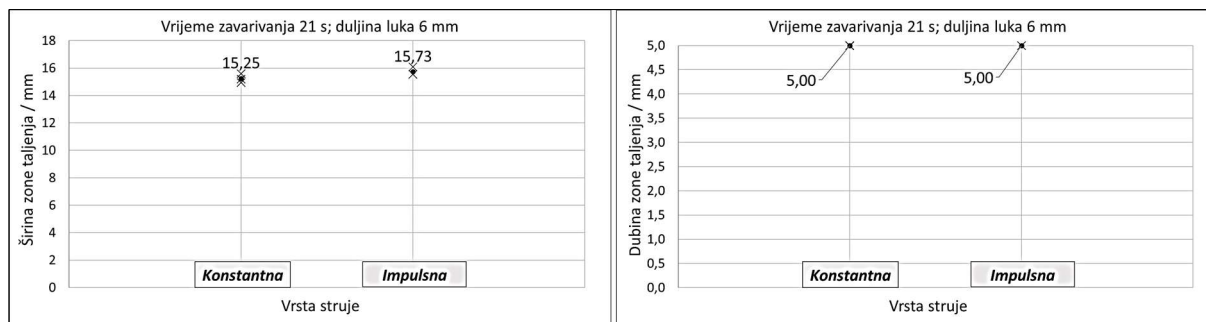 Vrijeme zavarivanja 21 s; duljina luka 6 mm
Širina zone taljenja / mm
18
16
14
12
10
8
6
4
2
0
15,25
15,73
Konstantna
Impulsna
Vrsta struje
Vrijeme zavarivanja 21 s; duljina luka 6 mm
Dubina zone taljenja / mm
5,0
4,5
4,0
3,5
3,0
2,5
2,0
1,5
1,0
0,5
0,0
5,00
5,00
Konstantna
Impulsna
Vrsta struje